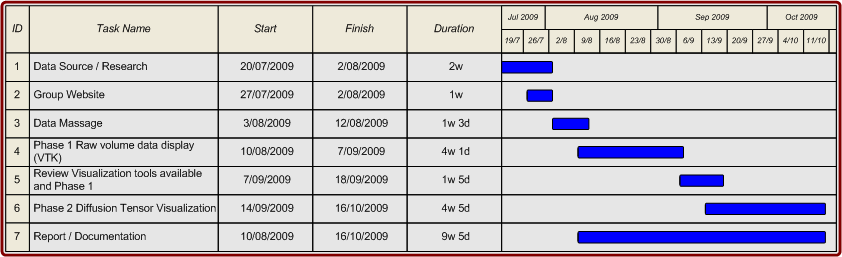 ID Task Name Start Finish Duration Jul 2009 Aug 2009 Sep 2009 Oct 2009
19/7 26/7 2/8 9/8 16/8 23/8 30/8 6/9 13/9 20/9 27/9 4/10 11/10
1 Data Source / Research 20/07/2009 2/08/2009 2w
2 Group Website 27/07/2009 2/08/2009 1w
3 Data Massage 3/08/2009 12/08/2009 1w 3d
4 Phase 1 Raw volume data display
(VTK) 10/08/2009 7/09/2009 4w 1d
5 Review Visualization tools available
and Phase 1 7/09/2009 18/09/2009 1w 5d
6 Phase 2 Diffusion Tensor Visualization 14/09/2009 16/10/2009 4w 5d
7 Report / Documentation 10/08/2009 16/10/2009 9w 5d